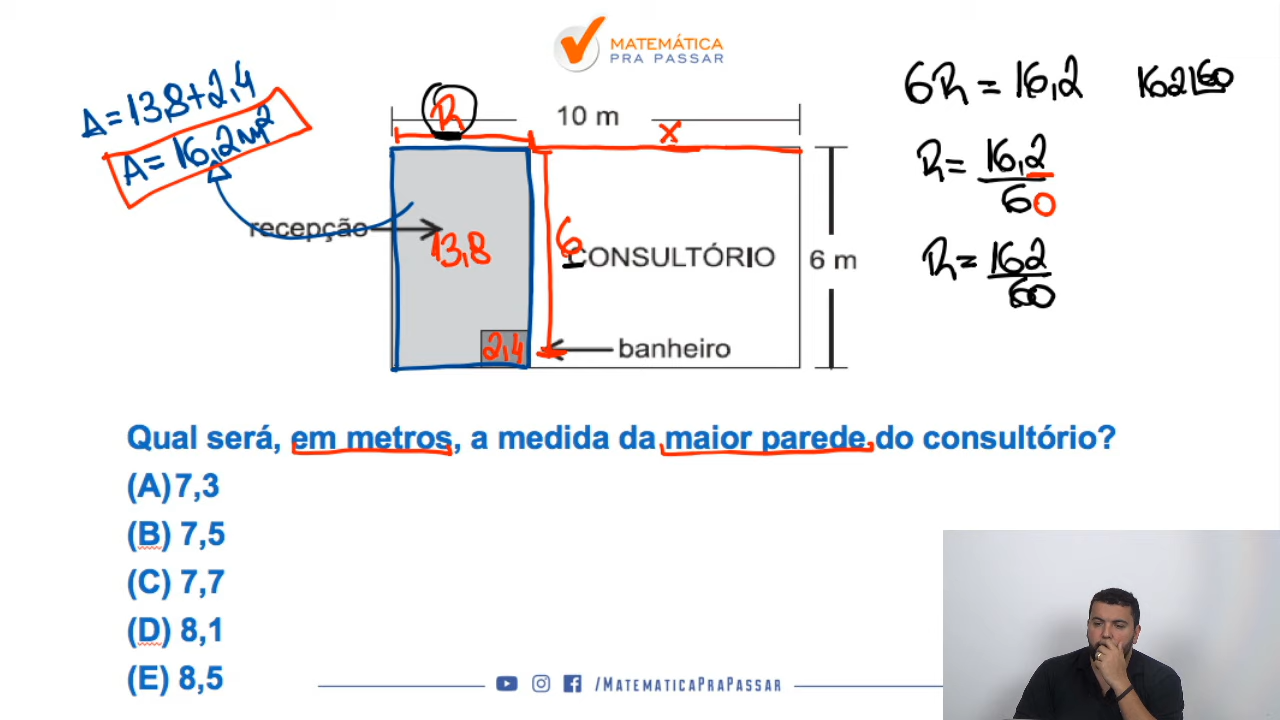 MATEMÁTICA
PRA PASSAR
A = 13,8 + 2,4
A = 16,2 m²
R
10 m
x
6R = 16,2
162 60
R = 16,2
60
R = 162
60
recepção
13,8
6
CONSULTÓRIO
6 m
2,4
banheiro
Qual será, em metros, a medida da maior parede do consultório?
(A) 7,3
(B) 7,5
(C) 7,7
(D) 8,1
(E) 8,5
/MatematicaPraPassar